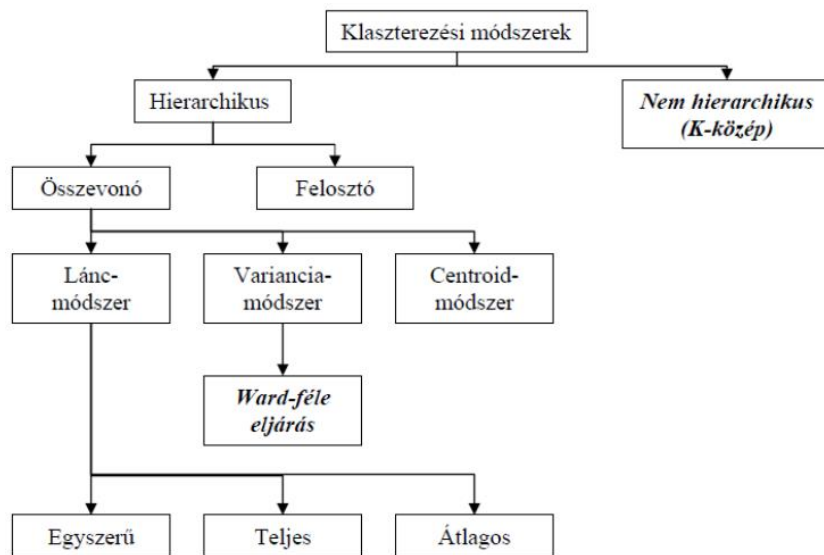 Klaszterezési módszerek
Hierarchikus
Nem hierarchikus
(K-közép)
Összevonó
Felosztó
Lánc-
módszer
Variancia-
módszer
Centroid-
módszer
Ward-féle
eljárás
Egyszerű
Teljes
Átlagos